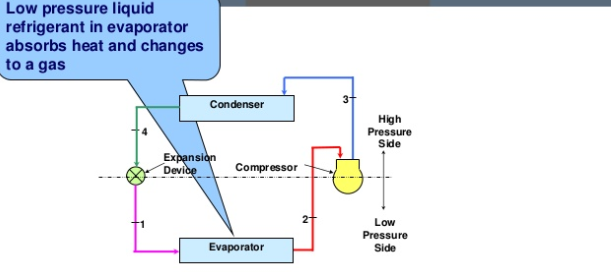 Low pressure liquid
refrigerant in evaporator
absorbs heat and changes
to a gas
Condenser
3
High
Pressure
Side
4
Expansion
Device
Compressor
1
2
Low
Pressure
Side
Evaporator